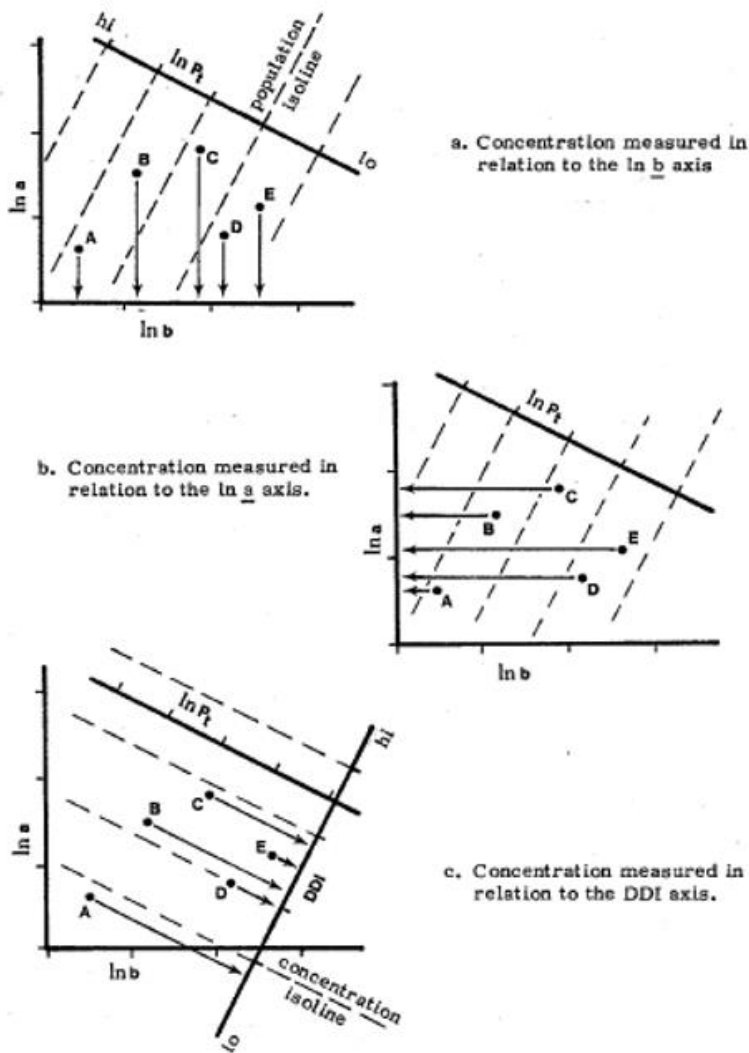 hi
ln Pt
population
isoline
lo
B
C
E
D
A
ln a
ln b
a. Concentration measured in
relation to the ln b axis
b. Concentration measured in
relation to the ln a axis.
ln Pt
C
B
E
D
A
ln a
ln b
ln Pt
hi
C
B
E
D
A
DDI
ln a
ln b
concentration
isoline
lo
c. Concentration measured in
relation to the DDI axis.